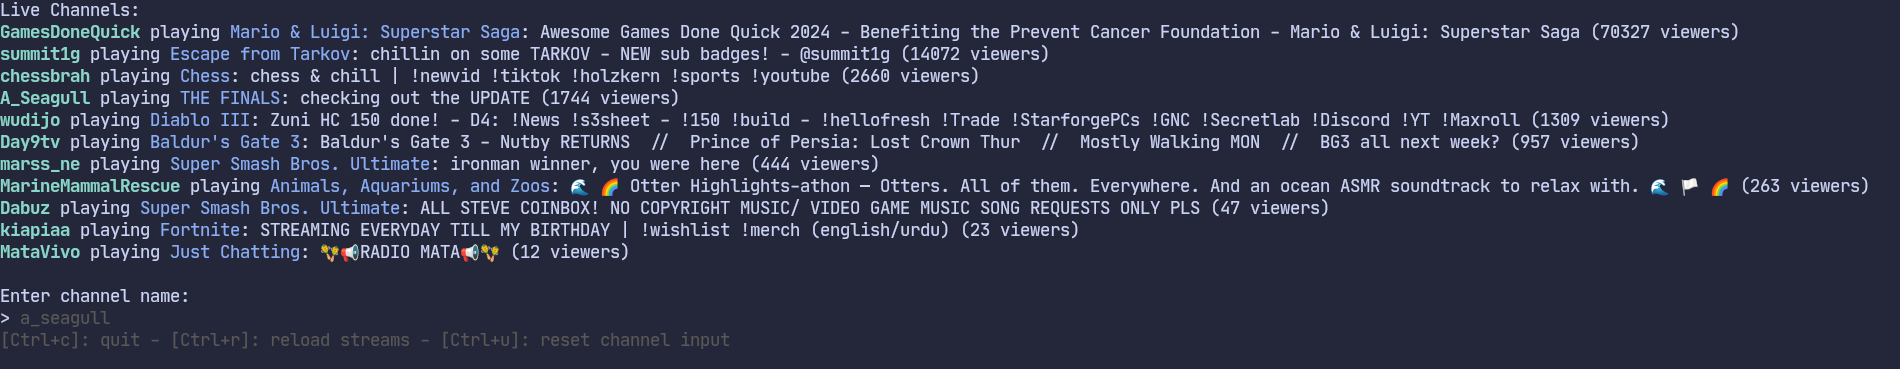 Live Channels:
GamesDoneQuick playing Mario & Luigi: Superstar Saga: Awesome Games Done Quick 2024 - Benefiting the Prevent Cancer Foundation - Mario & Luigi: Superstar Saga (70327 viewers)
summit1g playing Escape from Tarkov: chillin on some TARKOV - NEW sub badges! - @summit1g (14072 viewers)
chessbrah playing Chess: chess & chill | !newvid !tiktok !holzkern !sports !youtube (2660 viewers)
A_Seagull playing THE FINALS: checking out the UPDATE (1744 viewers)
wudijo playing Diablo III: Zuni HC 150 done! - D4: !News !s3sheet - !150 !build - !hellofresh !Trade !StarforgePCs !GNC !Secretlab !Discord !YT !Maxroll (1309 viewers)
Day9tv playing Baldur's Gate 3: Baldur's Gate 3 - Nutby RETURNS  //  Prince of Persia: Lost Crown Thur  //  Mostly Walking MON  //  BG3 all next week? (957 viewers)
marss_ne playing Super Smash Bros. Ultimate: ironman winner, you were here (444 viewers)
MarineMammalRescue playing Animals, Aquariums, and Zoos: 🌊 🌈 Otter Highlights-athon — Otters. All of them. Everywhere. And an ocean ASMR soundtrack to relax with. 🌊 🏳 🌈 (263 viewers)
Dabuz playing Super Smash Bros. Ultimate: ALL STEVE COINBOX! NO COPYRIGHT MUSIC/ VIDEO GAME MUSIC SONG REQUESTS ONLY PLS (47 viewers)
kiapiaa playing Fortnite: STREAMING EVERYDAY TILL MY BIRTHDAY | !wishlist !merch (english/urdu) (23 viewers)
MataVivo playing Just Chatting: 🪇📢RADIO MATA📢🪇 (12 viewers)

Enter channel name:
> a_seagull
[Ctrl+c]: quit - [Ctrl+r]: reload streams - [Ctrl+u]: reset channel input